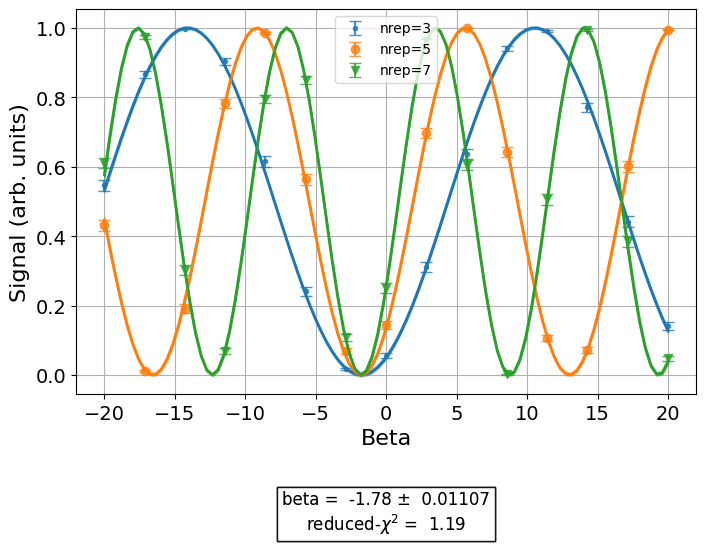 nrep=3
nrep=5
nrep=7
Signal (arb. units)
1.0
0.8
0.6
0.4
0.2
0.0
−20 −15 −10 −5 0 5 10 15 20
Beta
beta = -1.78 ± 0.01107
reduced-χ² = 1.19